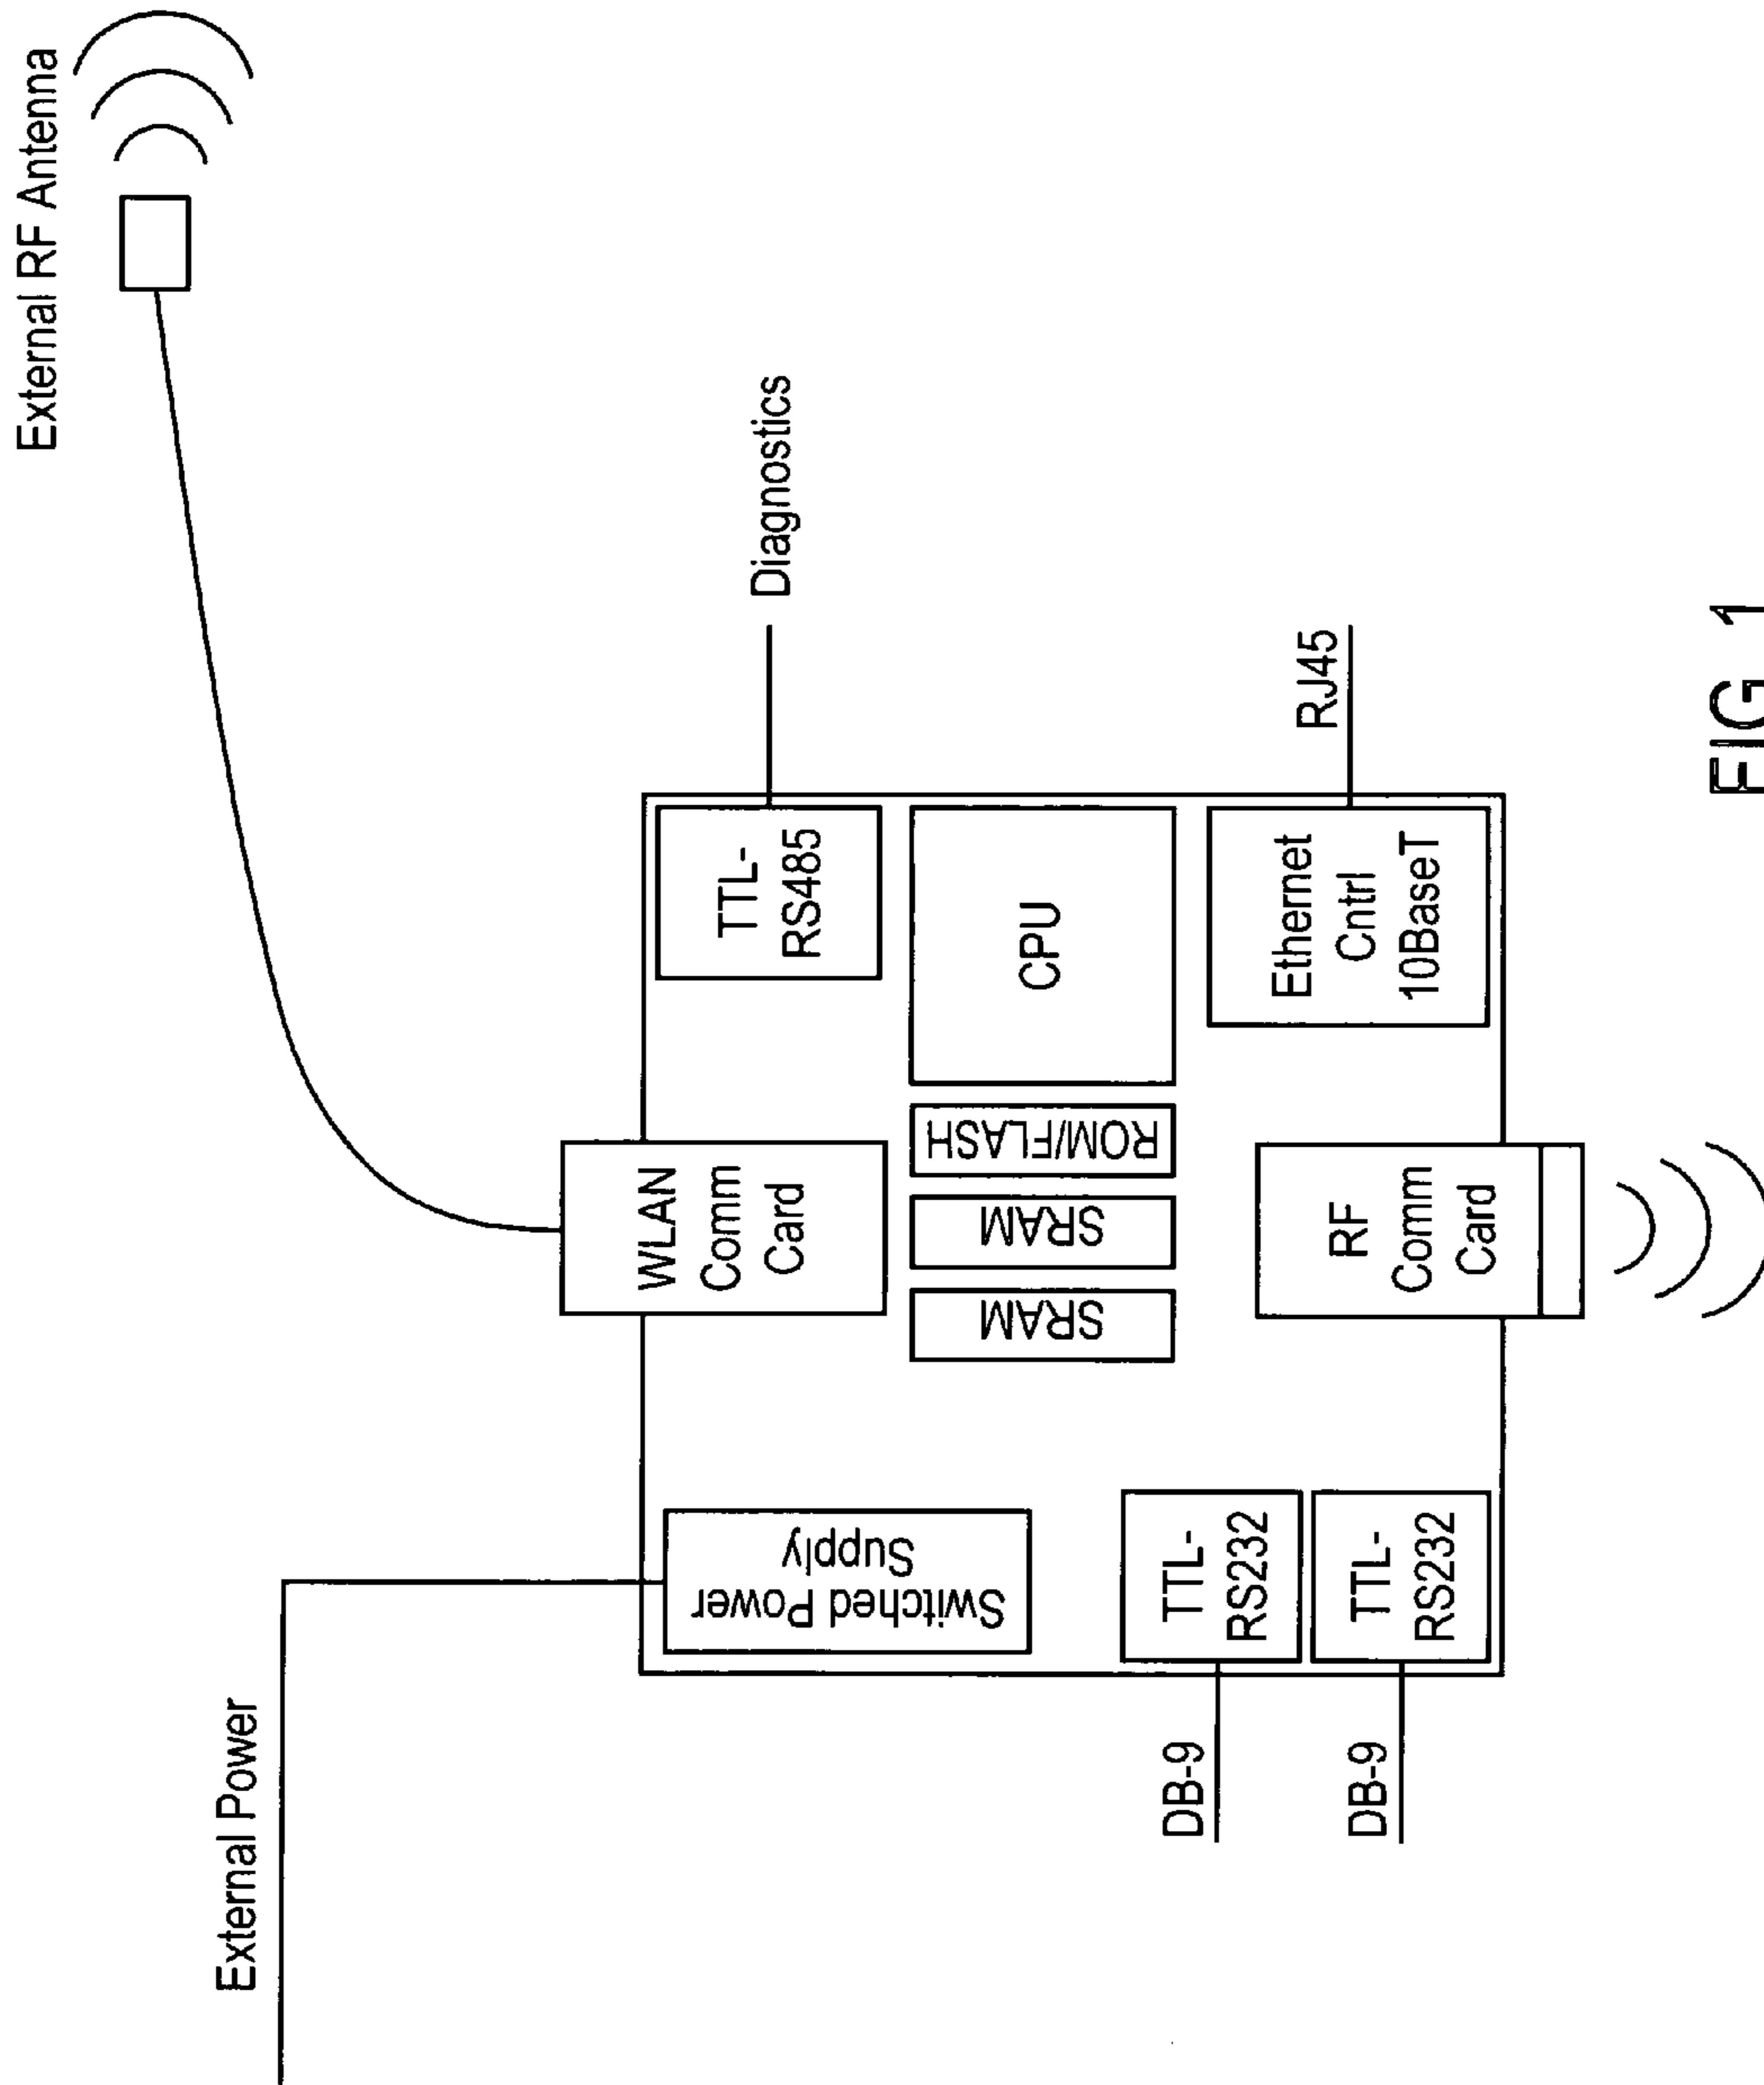 External RF Antenna
External Power
Diagnostics
WLAN
Comm
Card
TTL-
RS485
Switched Power
Supply
SRAM
SRAM
ROM/FLASH
CPU
TTL-
RS232
TTL-
RS232
DB-9
DB-9
RF
Comm
Card
Ethernet
Cntrl
10BaseT
RJ45
FIG 1